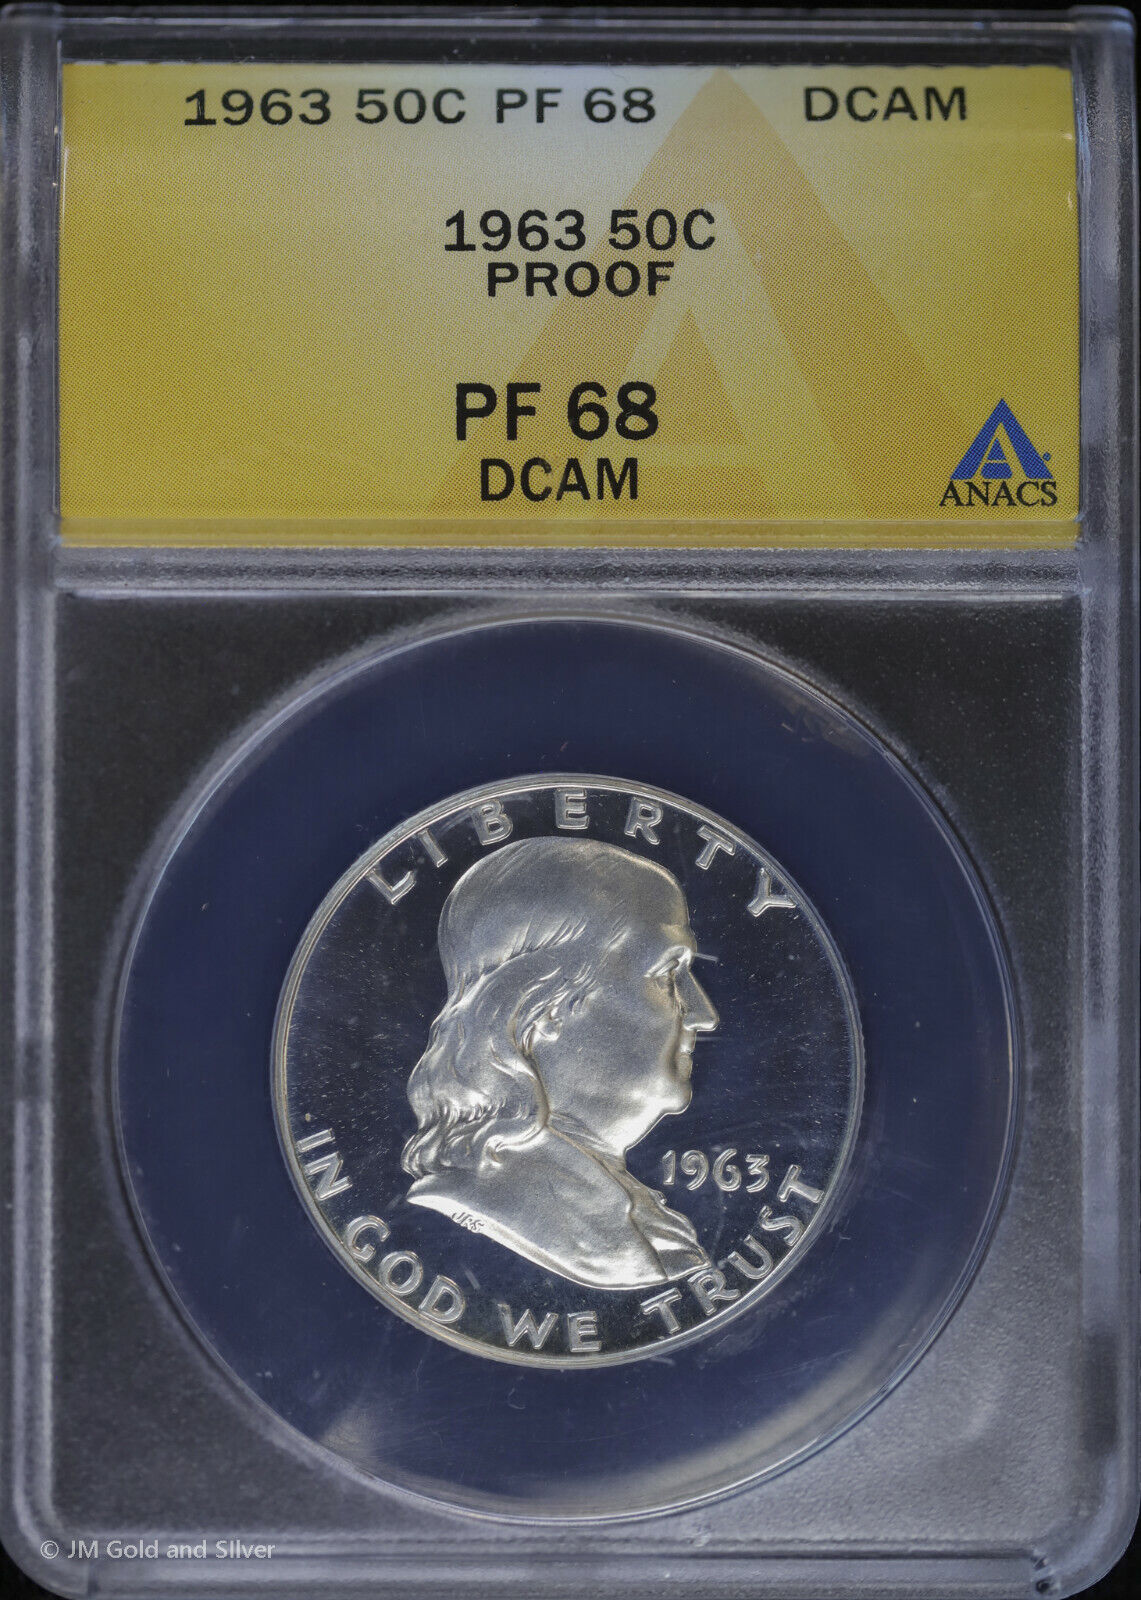 1963 50C PF 68 DCAM
1963 50C
PROOF
PF 68
DCAM
ANACS
LIBERTY
1963
JRS
IN GOD WE TRUST
© JM Gold and Silver